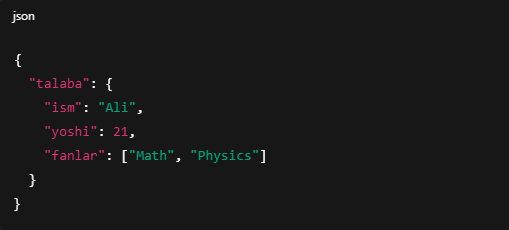 json
{
  "talaba": {
    "ism": "Ali",
    "yoshi": 21,
    "fanlar": ["Math", "Physics"]
  }
}